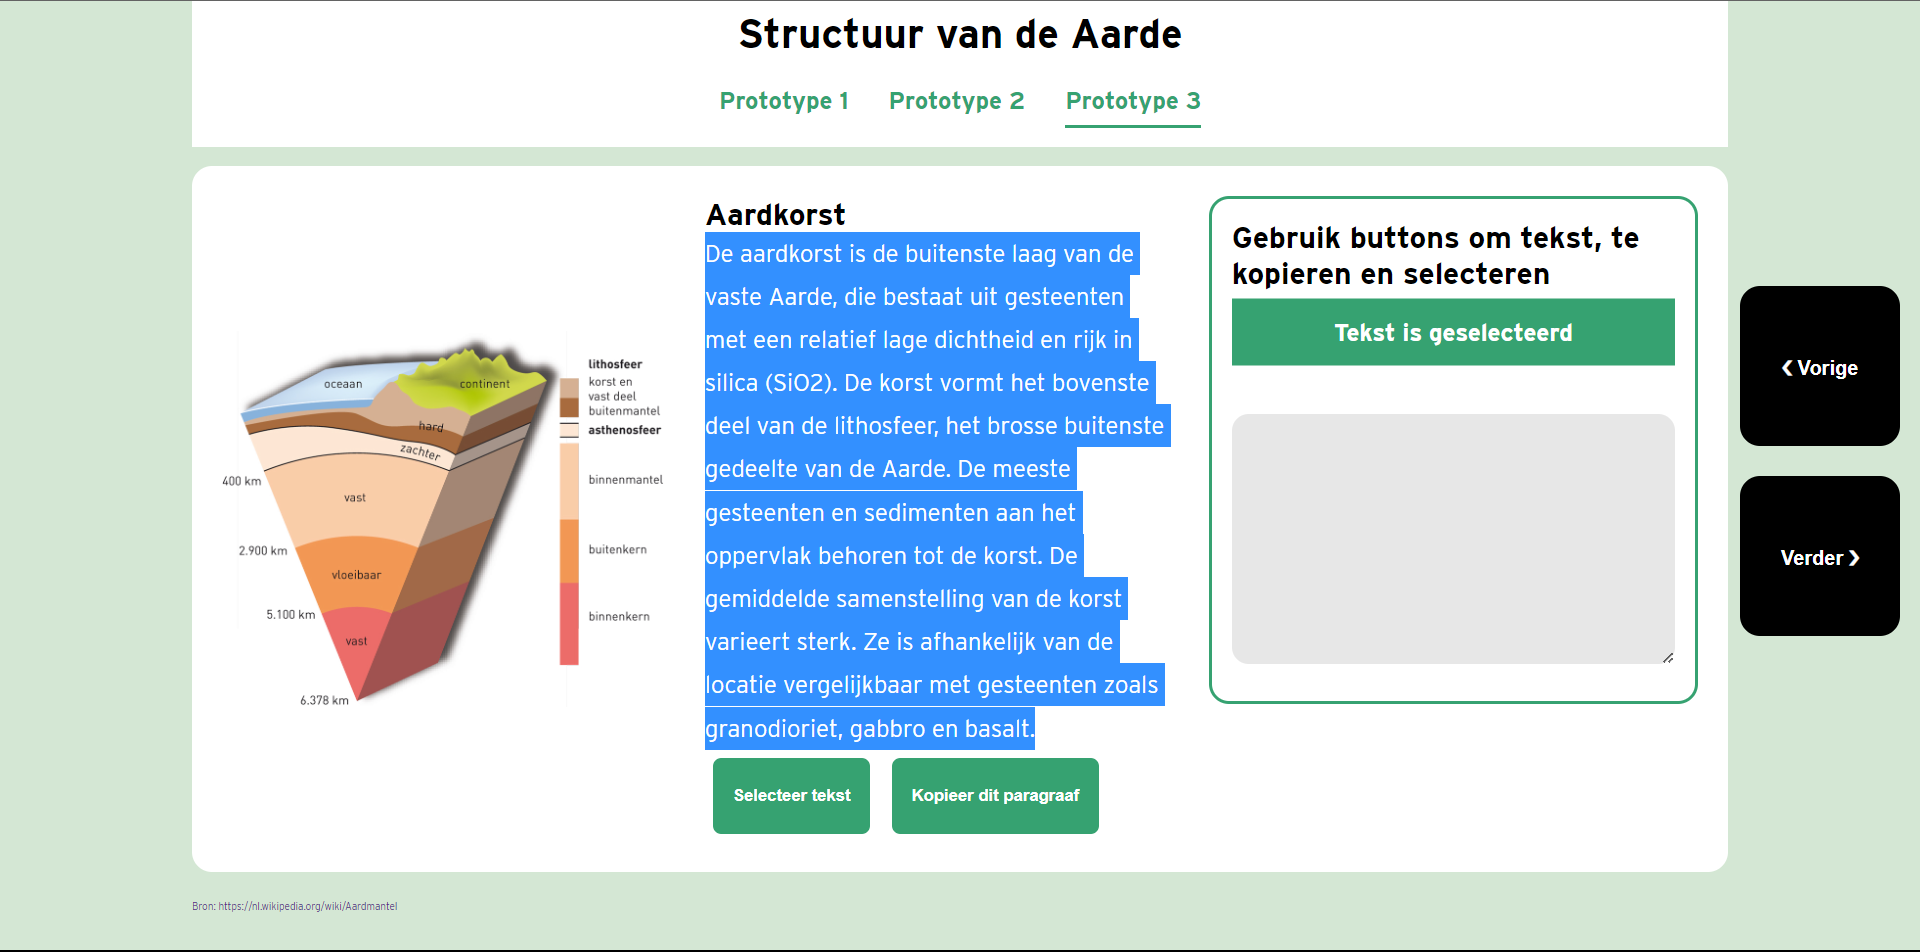 Structuur van de Aarde
Prototype 1
Prototype 2
Prototype 3
oceaan
continent
hard
zachter
400 km
vast
2.900 km
vloeibaar
5.100 km
vast
6.378 km
lithosfeer
korst en
vast deel
buitenmantel
asthenosfeer
binnenmantel
buitenkern
binnenkern
Aardkorst
De aardkorst is de buitenste laag van de
vaste Aarde, die bestaat uit gesteenten
met een relatief lage dichtheid en rijk in
silica (SiO2). De korst vormt het bovenste
deel van de lithosfeer, het brosse buitenste
gedeelte van de Aarde. De meeste
gesteenten en sedimenten aan het
oppervlak behoren tot de korst. De
gemiddelde samenstelling van de korst
varieert sterk. Ze is afhankelijk van de
locatie vergelijkbaar met gesteenten zoals
granodioriet, gabbro en basalt.
Selecteer tekst
Kopieer dit paragraaf
Gebruik buttons om tekst, te
kopieren en selecteren
Tekst is geselecteerd
❮ Vorige
Verder ❯
Bron: https://nl.wikipedia.org/wiki/Aardmantel